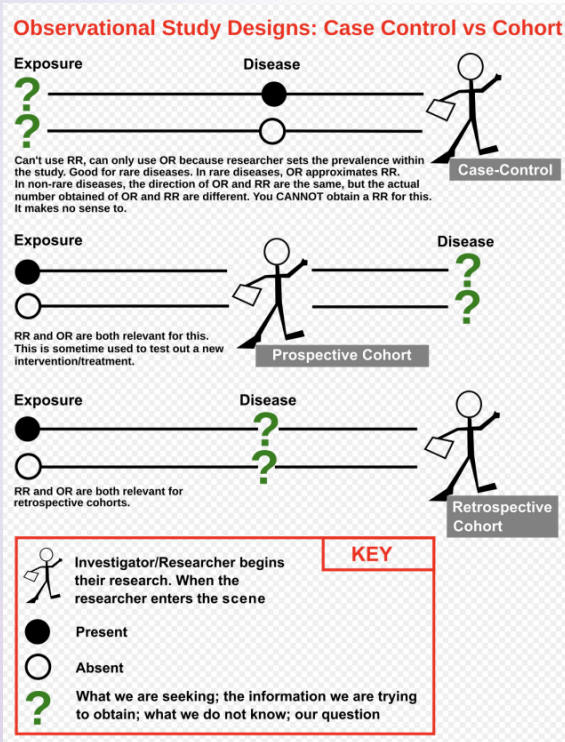 Observational Study Designs: Case Control vs Cohort
Exposure
Disease
?
?
Can't use RR, can only use OR because researcher sets the prevalence within
the study. Good for rare diseases. In rare diseases, OR approximates RR.
In non-rare diseases, the direction of OR and RR are the same, but the actual
number obtained of OR and RR are different. You CANNOT obtain a RR for this.
It makes no sense to.
Case-Control
Exposure
Disease
?
?
RR and OR are both relevant for this.
This is sometime used to test out a new
intervention/treatment.
Prospective Cohort
Exposure
Disease
?
?
RR and OR are both relevant for
retrospective cohorts.
Retrospective
Cohort
KEY
Investigator/Researcher begins
their research. When the
researcher enters the scene
Present
Absent
?
What we are seeking; the information we are trying
to obtain; what we do not know; our question